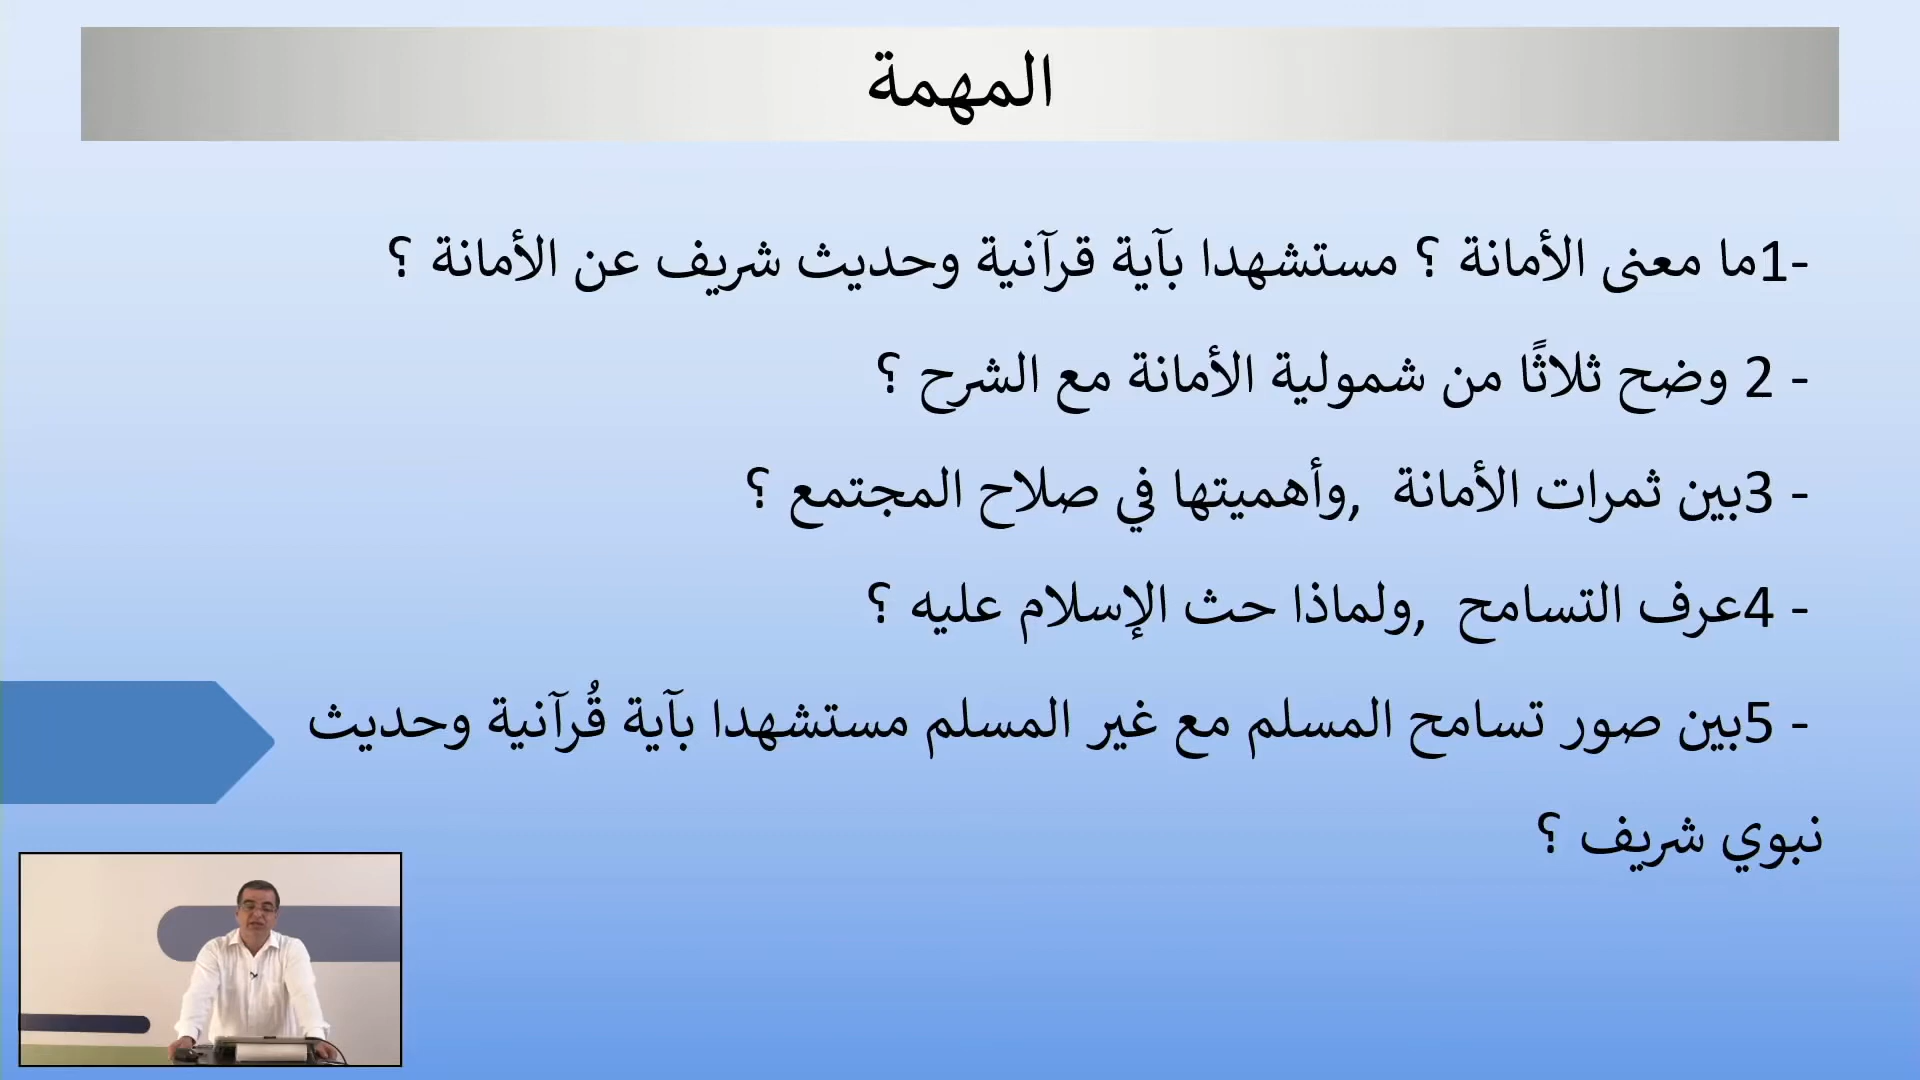 المهمة
-1ما معنى الأمانة ؟ مستشهدا بآية قرآنية وحديث شريف عن الأمانة ؟
- 2 وضح ثلاثًا من شمولية الأمانة مع الشرح ؟
- 3بين ثمرات الأمانة ,وأهميتها في صلاح المجتمع ؟
- 4عرف التسامح ,ولماذا حث الإسلام عليه ؟
- 5بين صور تسامح المسلم مع غير المسلم مستشهدا بآية قُرآنية وحديث
نبوي شريف ؟